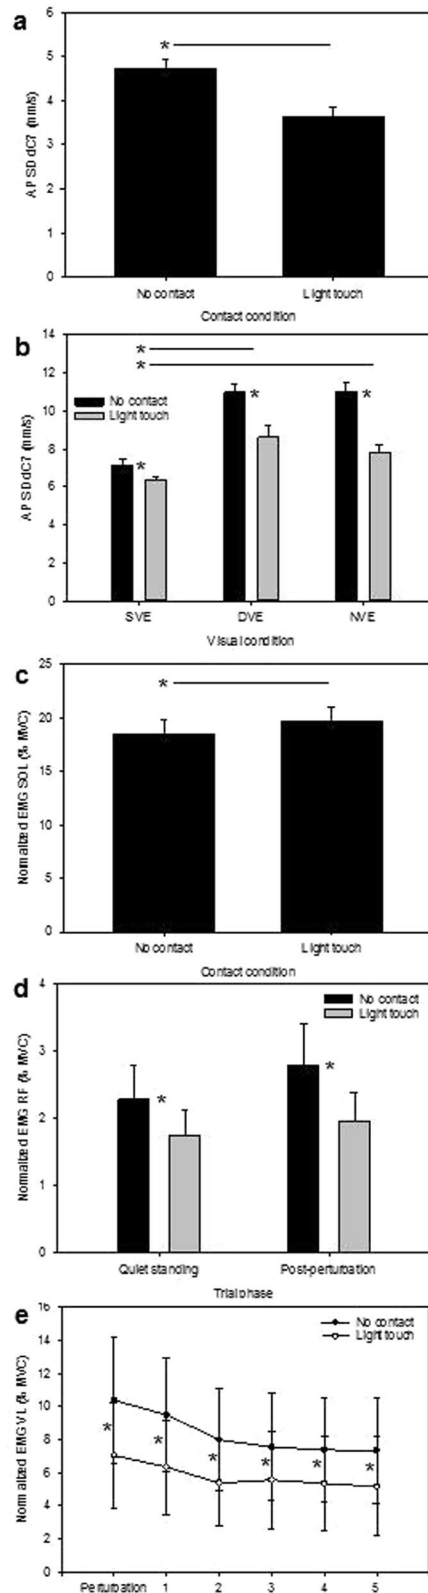 a
AP SD dC7 (mm/s)
6
5
4
3
2
1
0
*
No contact
Light touch
Contact condition
b
AP SD dC7 (mm/s)
14
12
10
8
6
4
2
0
*
*
No contact
Light touch
*
*
*
SVE
DVE
NVE
Visual condition
c
Normalized EMG SOL (% MVC)
25
20
15
10
5
0
*
No contact
Light touch
Contact condition
d
Normalized EMG RF (% MVC)
4
3
2
1
0
No contact
Light touch
*
*
Quiet standing
Post-perturbation
Trial phase
e
Normalized EMG VL (% MVC)
16
14
12
10
8
6
4
2
0
No contact
Light touch
*
*
*
*
*
*
Perturbation
1
2
3
4
5